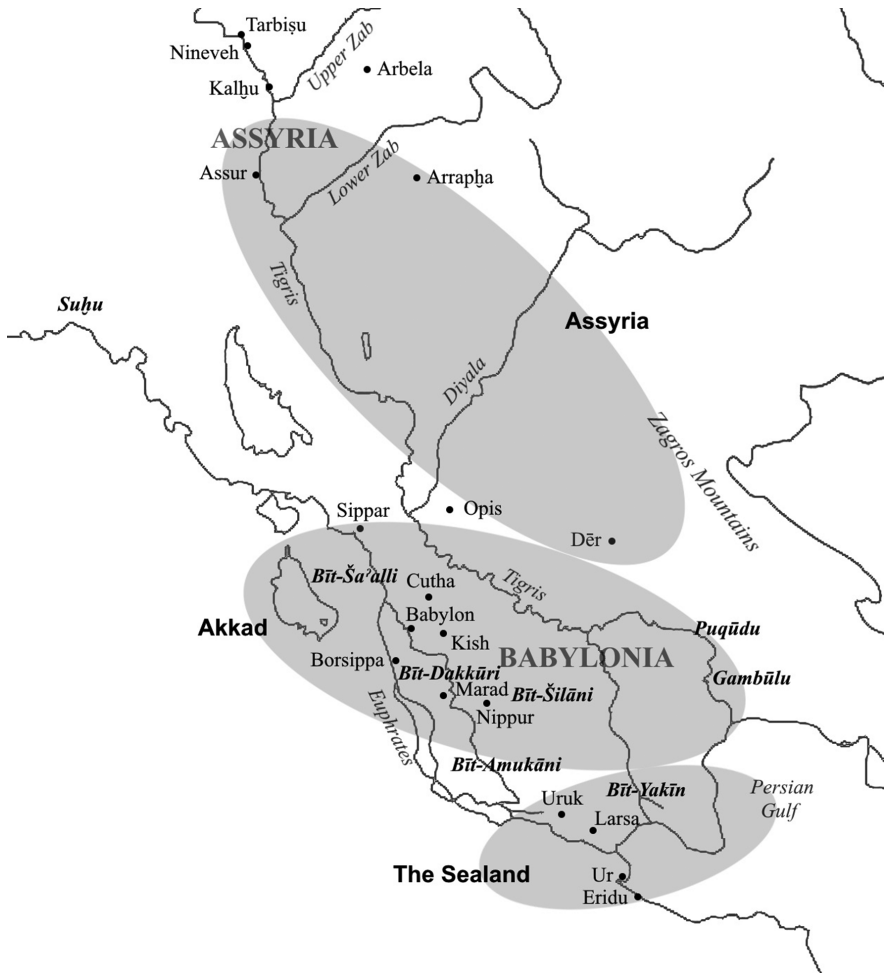 Tarbiṣu
Nineveh
Upper Zab
Arbela
Kalḫu
ASSYRIA
Assur
Lower Zab
Arrapḫa
Tigris
Suḫu
Assyria
Diyala
Zagros Mountains
Sippar
Opis
Dēr
Bīt-Šaʾalli
Cutha
Tigris
Akkad
Babylon
Kish
Puqūdu
Borsippa
BABYLONIA
Bīt-Dakkūri
Gambūlu
Marad
Bīt-Šilāni
Nippur
Euphrates
Bīt-Amukāni
Uruk
Bīt-Yakīn
Persian
Gulf
Larsa
The Sealand
Ur
Eridu